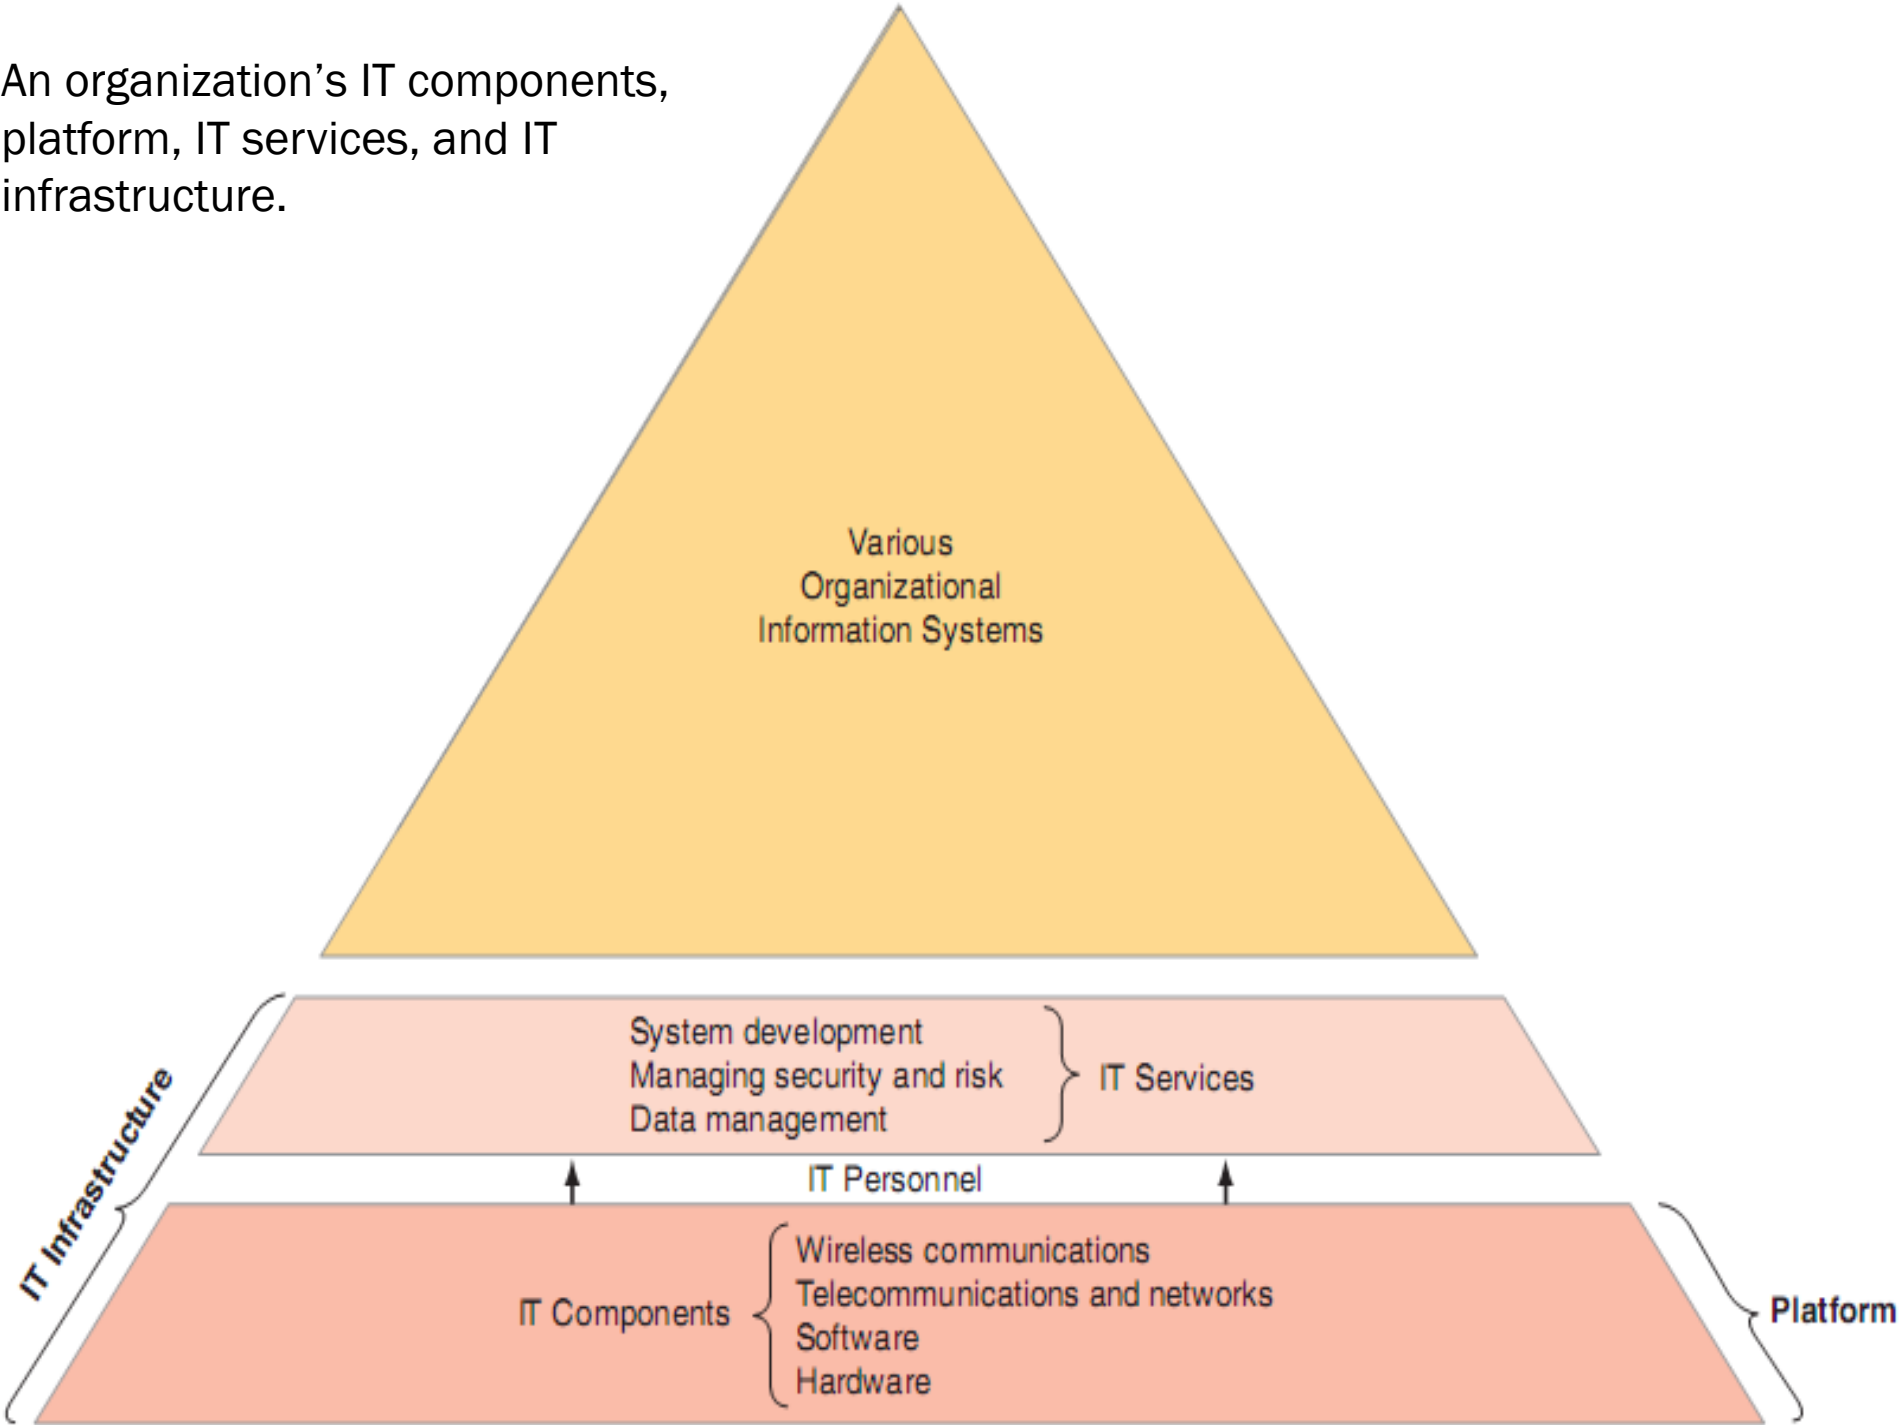 An organization’s IT components,
platform, IT services, and IT
infrastructure.
Various
Organizational
Information Systems
System development
Managing security and risk
Data management
IT Services
IT Infrastructure
IT Personnel
IT Components
Wireless communications
Telecommunications and networks
Software
Hardware
Platform